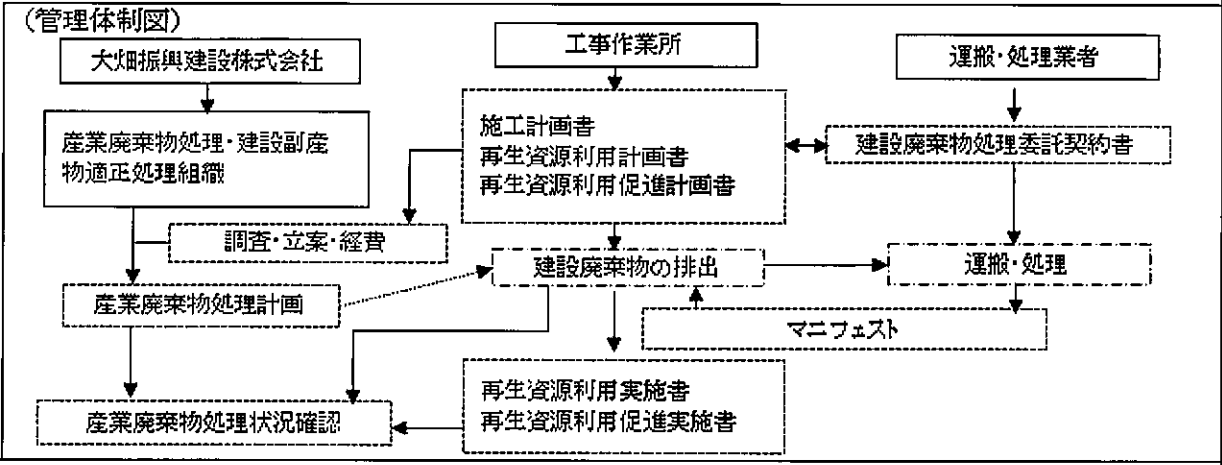 (管理体制図)
大畑振興建設株式会社
工事作業所
運搬・処理業者
産業廃棄物処理・建設副産
物適正処理組織
施工計画書
再生資源利用計画書
再生資源利用促進計画書
建設廃棄物処理委託契約書
調査・立案・経費
建設廃棄物の排出
運搬・処理
産業廃棄物処理計画
マニフェスト
再生資源利用実施書
再生資源利用促進実施書
産業廃棄物処理状況確認